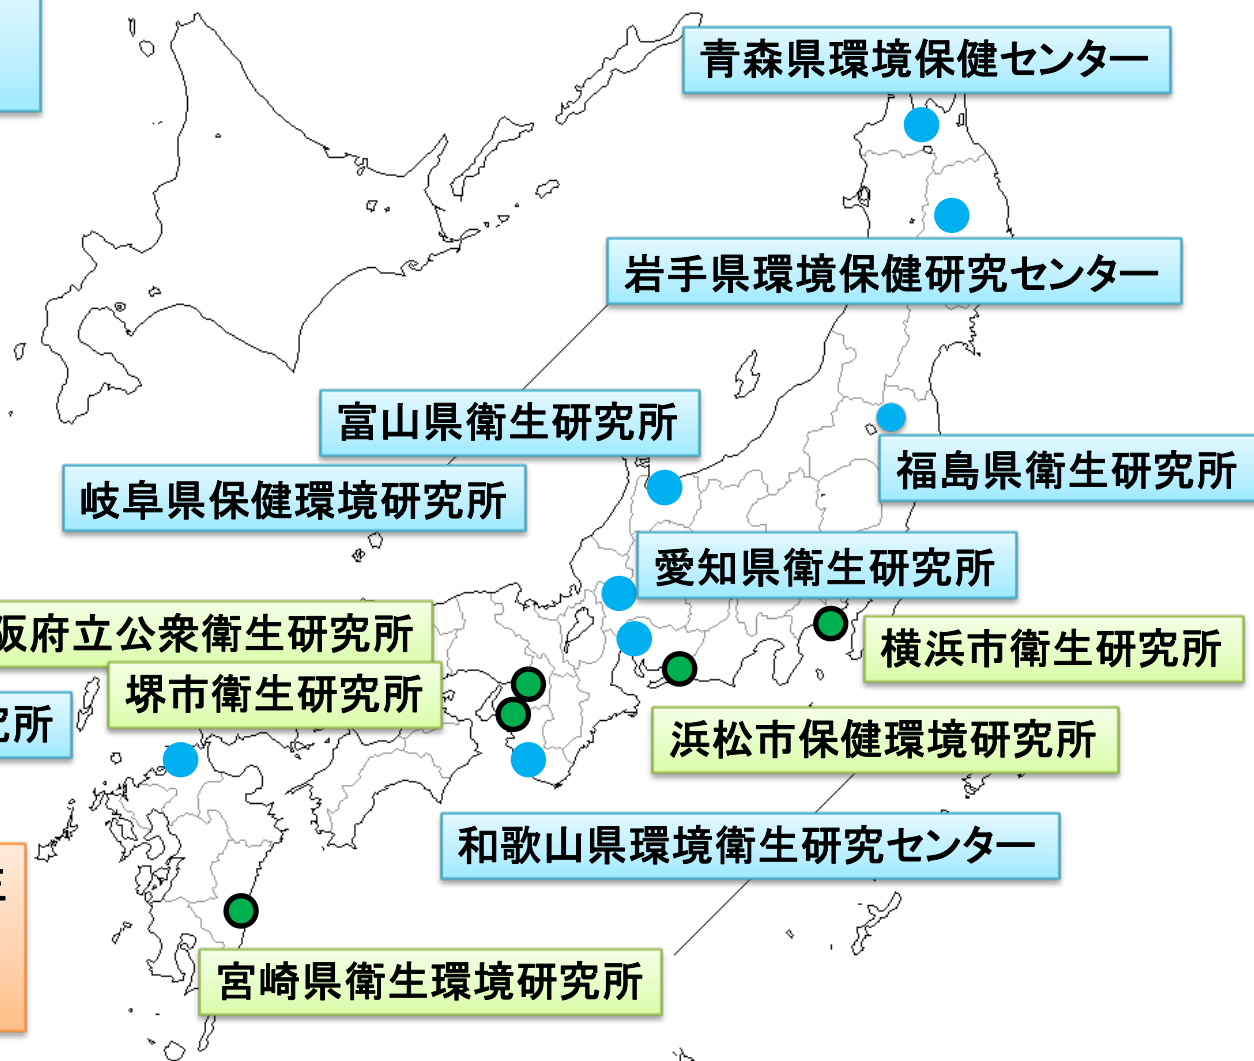 青森県環境保健センター
岩手県環境保健研究センター
富山県衛生研究所
福島県衛生研究所
岐阜県保健環境研究所
愛知県衛生研究所
阪府立公衆衛生研究所
横浜市衛生研究所
堺市衛生研究所
究所
浜松市保健環境研究所
和歌山県環境衛生研究センター
宮崎県衛生環境研究所